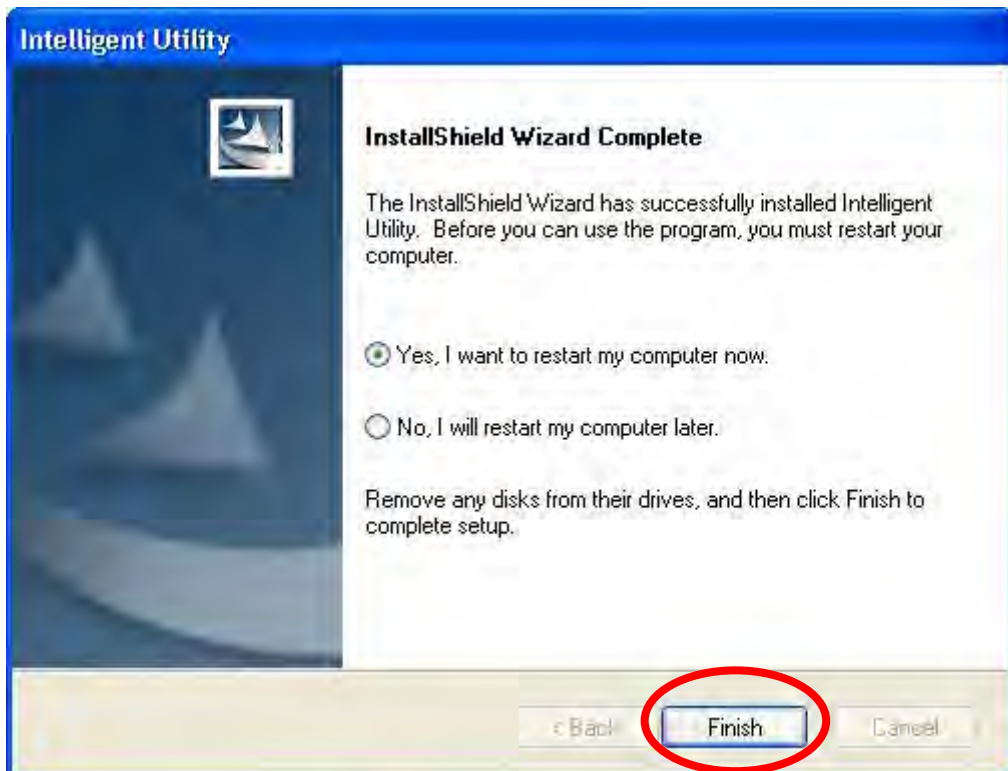 Intelligent Utility
InstallShield Wizard Complete
The InstallShield Wizard has successfully installed Intelligent
Utility. Before you can use the program, you must restart your
computer.
Yes, I want to restart my computer now.
No, I will restart my computer later.
Remove any disks from their drives, and then click Finish to
complete setup.
< Back Finish Cancel